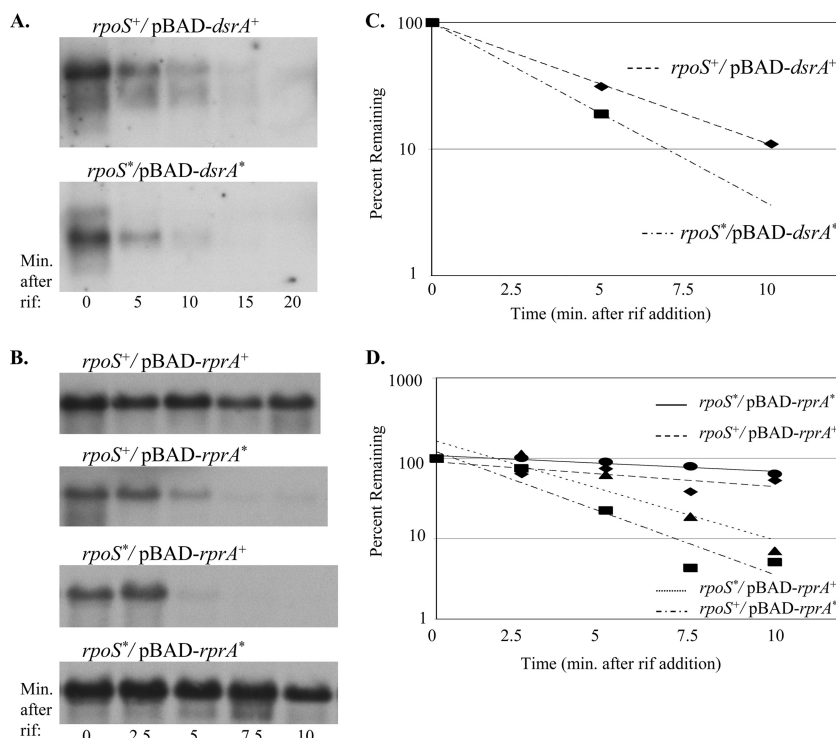 A.
rpoS+/ pBAD-dsrA+
rpoS*/pBAD-dsrA*
Min.
after
rif:
0 5 10 15 20
B.
rpoS+/ pBAD-rprA+
rpoS+/ pBAD-rprA*
rpoS*/ pBAD-rprA+
rpoS*/ pBAD-rprA*
Min.
after
rif:
0 2.5 5 7.5 10
C.
Percent Remaining
100
10
1
0 2.5 5 7.5 10
Time (min. after rif addition)
rpoS+/ pBAD-dsrA+
rpoS*/pBAD-dsrA*
D.
Percent Remaining
1000
100
10
1
0 2.5 5 7.5 10
Time (min. after rif addition)
rpoS*/ pBAD-rprA*
rpoS+/ pBAD-rprA+
rpoS*/ pBAD-rprA+
rpoS+/ pBAD-rprA*